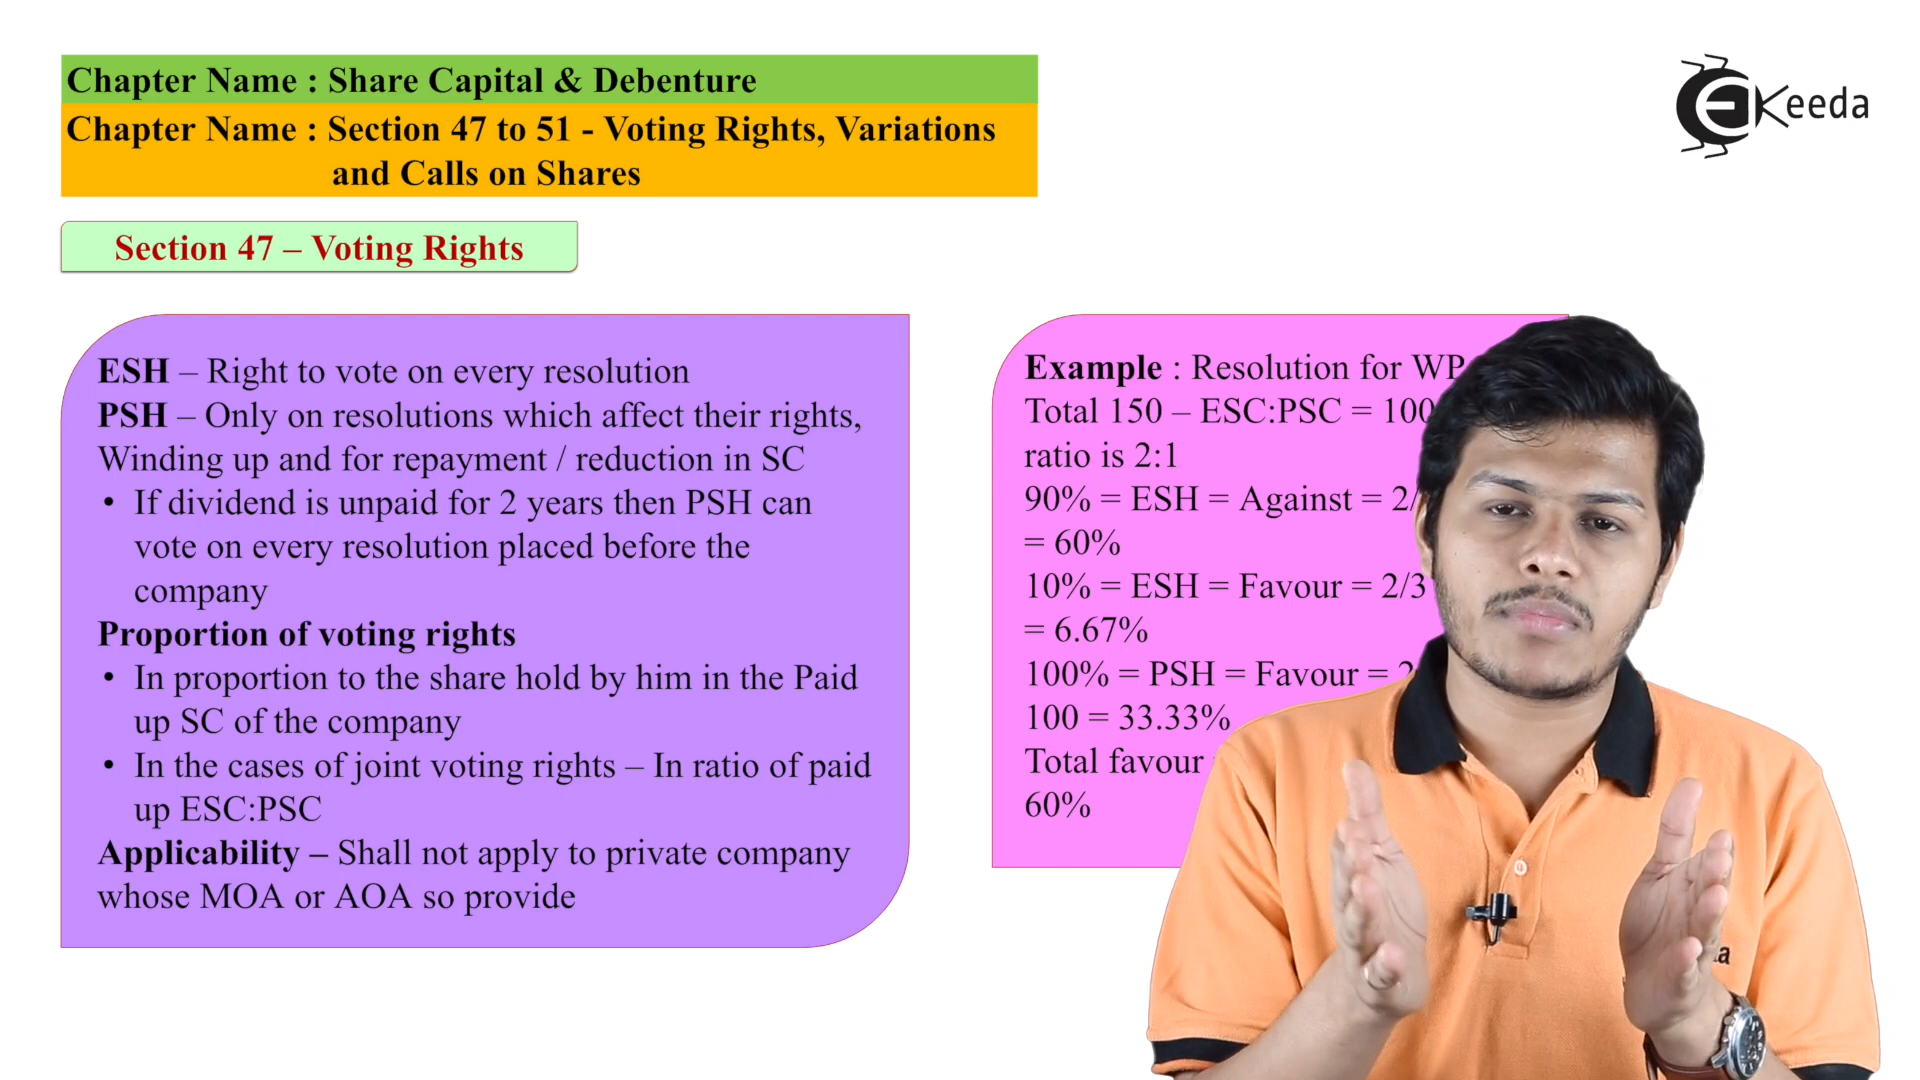 Chapter Name : Share Capital & Debenture
Chapter Name : Section 47 to 51 - Voting Rights, Variations
and Calls on Shares
Keeda
Section 47 – Voting Rights
ESH – Right to vote on every resolution
PSH – Only on resolutions which affect their rights,
Winding up and for repayment / reduction in SC
• If dividend is unpaid for 2 years then PSH can
vote on every resolution placed before the
company
Proportion of voting rights
• In proportion to the share hold by him in the Paid
up SC of the company
• In the cases of joint voting rights – In ratio of paid
up ESC:PSC
Applicability – Shall not apply to private company
whose MOA or AOA so provide
Example : Resolution for WP
Total 150 – ESC:PSC = 100
ratio is 2:1
90% = ESH = Against = 2/
= 60%
10% = ESH = Favour = 2/3
= 6.67%
100% = PSH = Favour =
100 = 33.33%
Total favour
60%